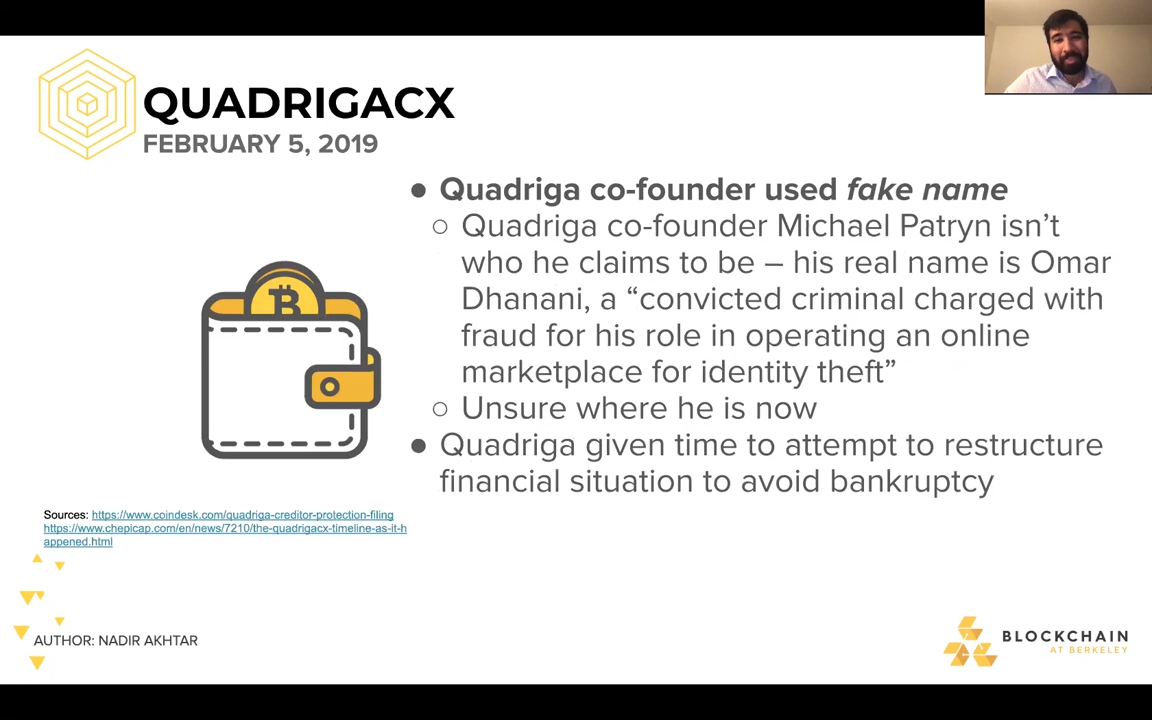 QUADRIGACX
FEBRUARY 5, 2019
● Quadriga co-founder used fake name
○ Quadriga co-founder Michael Patryn isn’t
who he claims to be – his real name is Omar
Dhanani, a “convicted criminal charged with
fraud for his role in operating an online
marketplace for identity theft”
○ Unsure where he is now
● Quadriga given time to attempt to restructure
financial situation to avoid bankruptcy
Sources: https://www.coindesk.com/quadriga-creditor-protection-filing
https://www.chepicap.com/en/news/7210/the-quadrigacx-timeline-as-it-h
appened.html
AUTHOR: NADIR AKHTAR
BLOCKCHAIN
AT BERKELEY